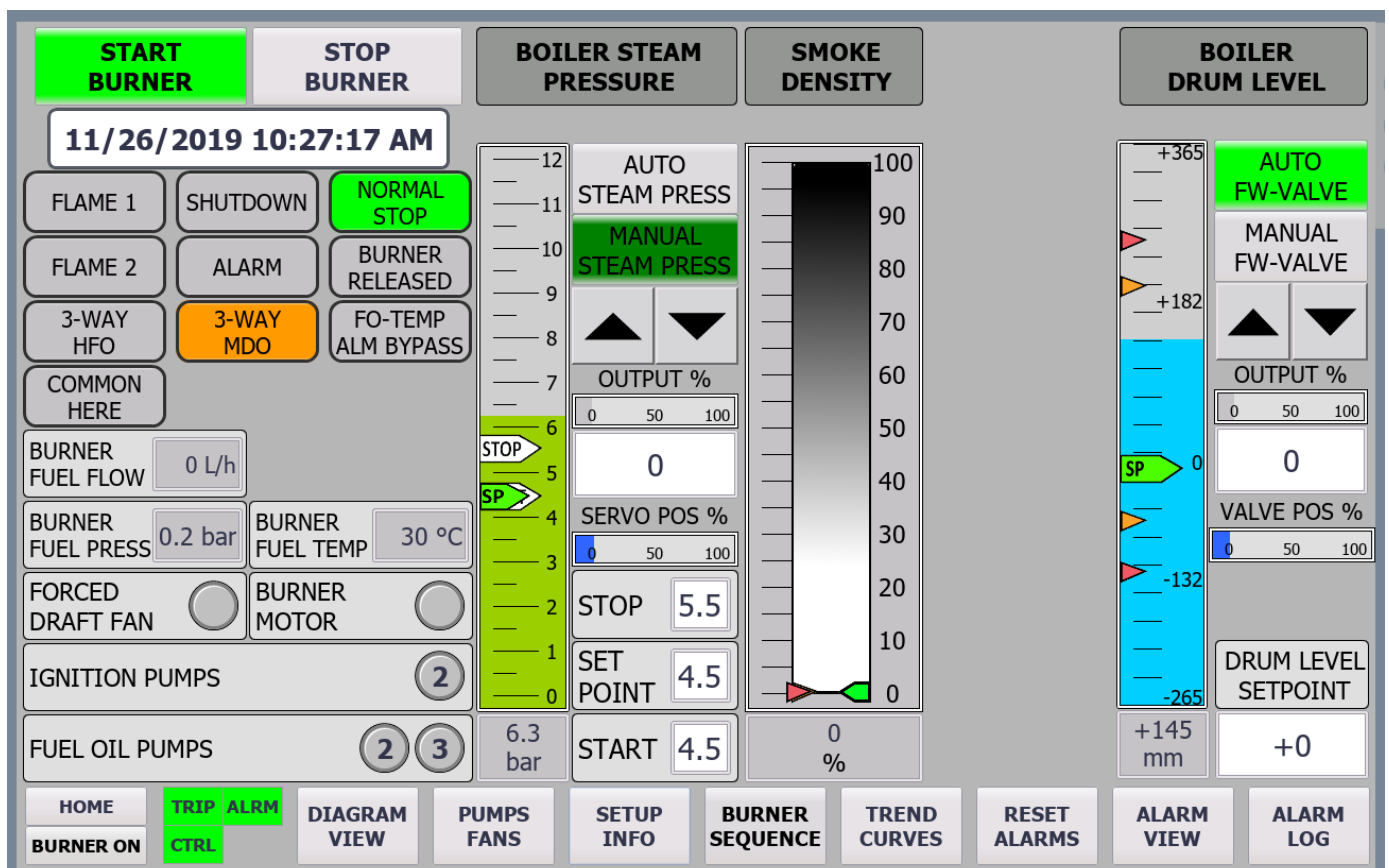 START
BURNER
STOP
BURNER
BOILER STEAM
PRESSURE
SMOKE
DENSITY
BOILER
DRUM LEVEL
11/26/2019 10:27:17 AM
FLAME 1
SHUTDOWN
NORMAL
STOP
FLAME 2
ALARM
BURNER
RELEASED
3-WAY
HFO
3-WAY
MDO
FO-TEMP
ALM BYPASS
COMMON
HERE
BURNER
FUEL FLOW
0 L/h
BURNER
FUEL PRESS
0.2 bar
BURNER
FUEL TEMP
30 °C
FORCED
DRAFT FAN
BURNER
MOTOR
IGNITION PUMPS
2
FUEL OIL PUMPS
2
3
12
11
10
9
8
7
6
5
4
3
2
1
0
STOP
SP
6.3
bar
AUTO
STEAM PRESS
MANUAL
STEAM PRESS
OUTPUT %
0 50 100
0
SERVO POS %
0 50 100
STOP
5.5
SET
POINT
4.5
START
4.5
100
90
80
70
60
50
40
30
20
10
0
0
%
+365
+182
0
-132
-265
SP
+145
mm
AUTO
FW-VALVE
MANUAL
FW-VALVE
OUTPUT %
0 50 100
0
VALVE POS %
0 50 100
DRUM LEVEL
SETPOINT
+0
HOME
BURNER ON
TRIP
ALRM
CTRL
DIAGRAM
VIEW
PUMPS
FANS
SETUP
INFO
BURNER
SEQUENCE
TREND
CURVES
RESET
ALARMS
ALARM
VIEW
ALARM
LOG